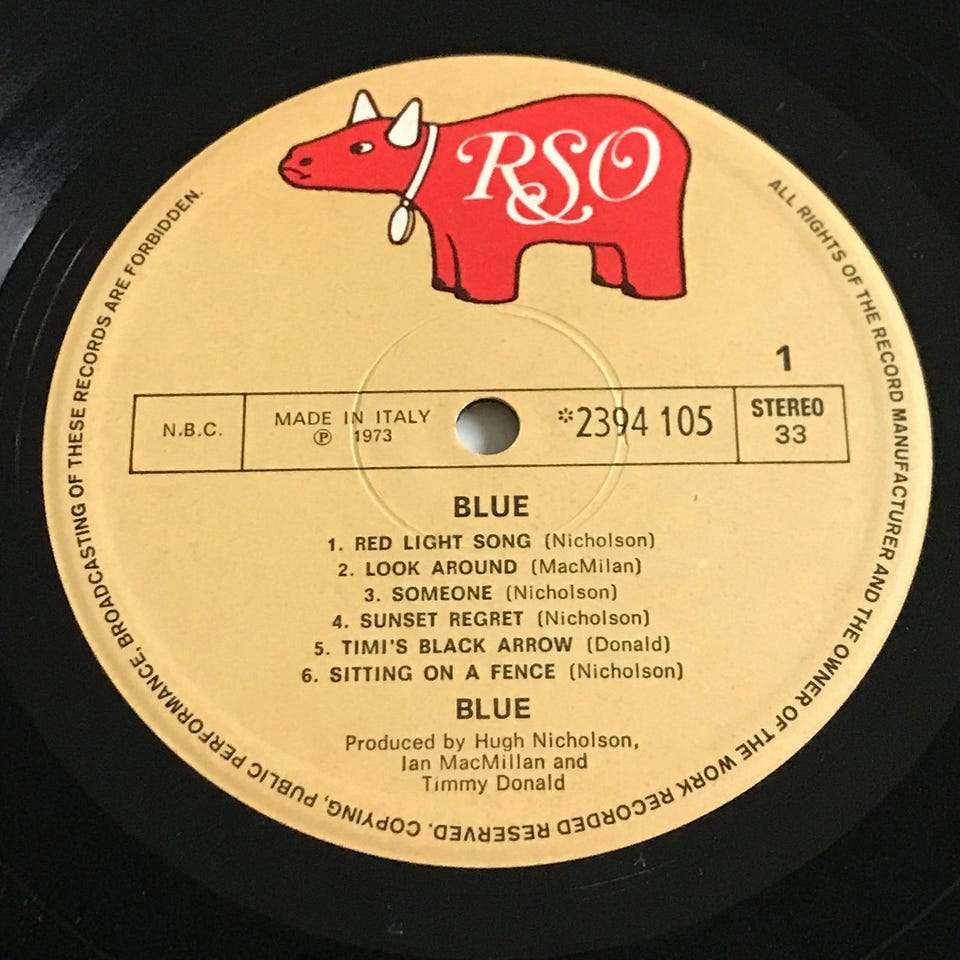 RSO
ALL RIGHTS OF THE RECORD MANUFACTURER AND THE OWNER OF THE WORK RECORDED RESERVED. COPYING, PUBLIC PERFORMANCE, BROADCASTING OF THESE RECORDS ARE FORBIDDEN.
1
N.B.C.
MADE IN ITALY
Ⓟ 1973
*2394 105
STEREO
33
BLUE
1. RED LIGHT SONG (Nicholson)
2. LOOK AROUND (MacMilan)
3. SOMEONE (Nicholson)
4. SUNSET REGRET (Nicholson)
5. TIMI'S BLACK ARROW (Donald)
6. SITTING ON A FENCE (Nicholson)
BLUE
Produced by Hugh Nicholson,
Ian MacMillan and
Timmy Donald